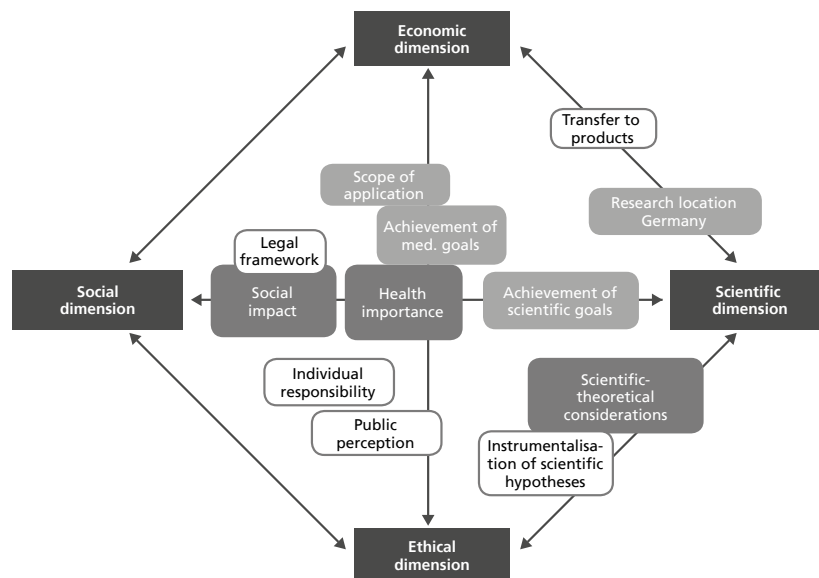 Economic
dimension
Transfer to
products
Scope of
application
Research location
Germany
Achievement of
med. goals
Legal
framework
Social
dimension
Social
impact
Health
importance
Achievement of
scientific goals
Scientific
dimension
Individual
responsibility
Scientific-
theoretical
considerations
Public
perception
Instrumentalisa-
tion of scientific
hypotheses
Ethical
dimension